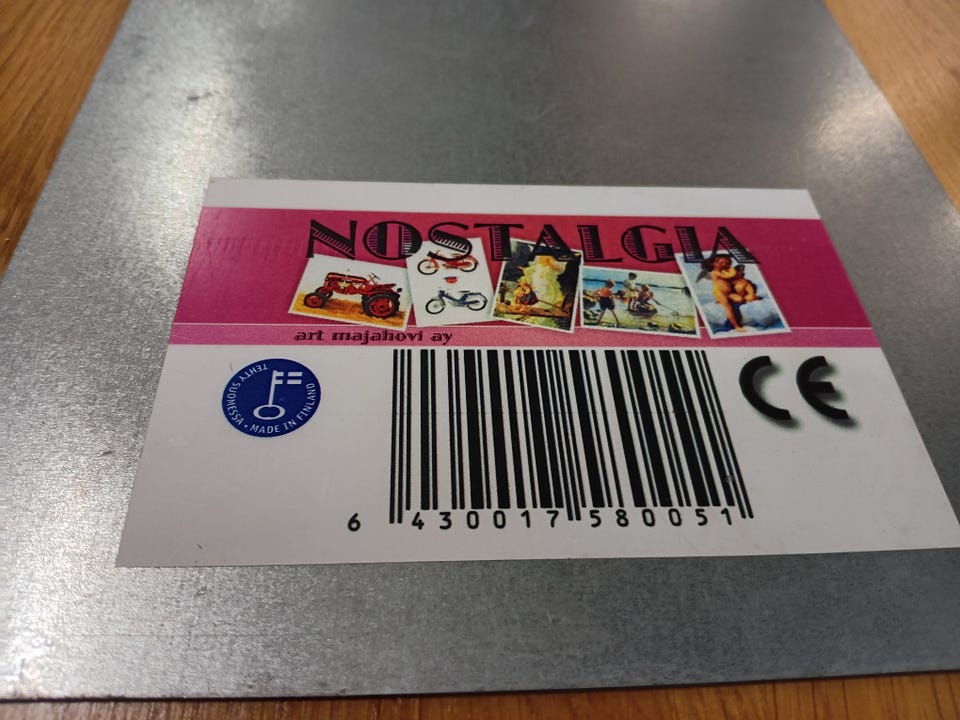 NOSTALGIA
art majahovi ay
TEHTY SUOMESSA • MADE IN FINLAND
CE
6 430017 580051